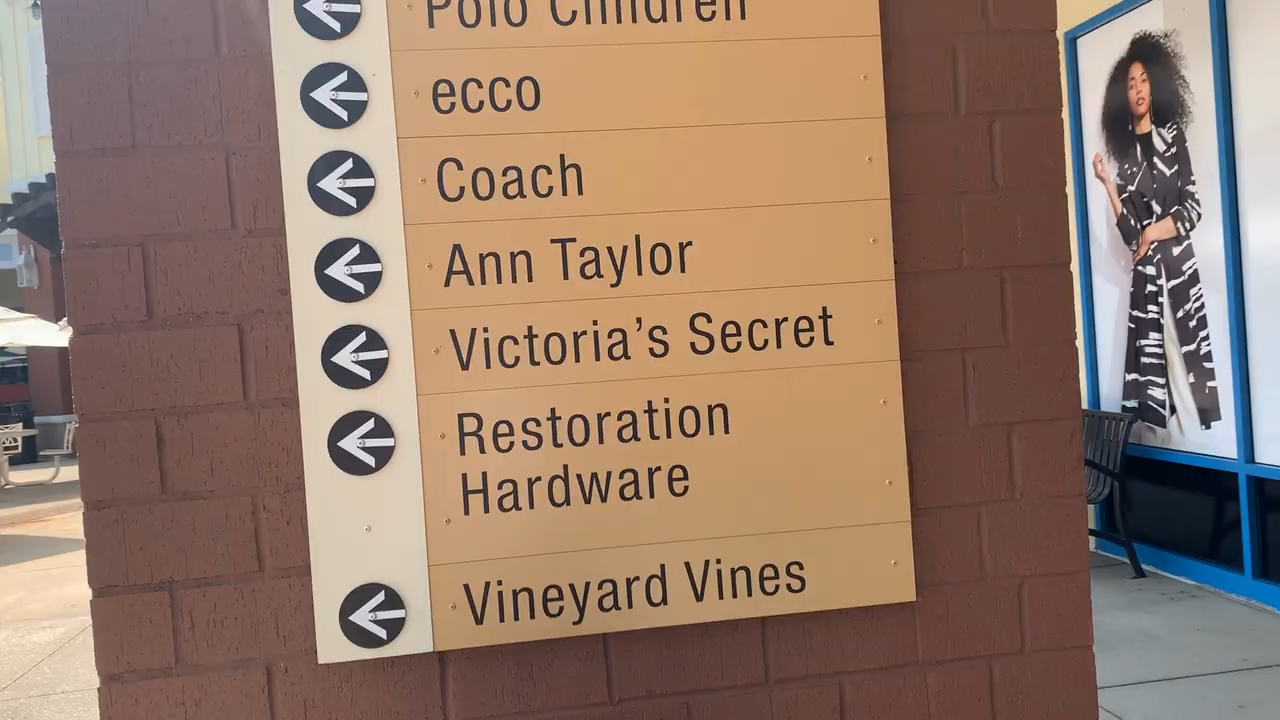 Polo Children
ecco
Coach
Ann Taylor
Victoria's Secret
Restoration
Hardware
Vineyard Vines